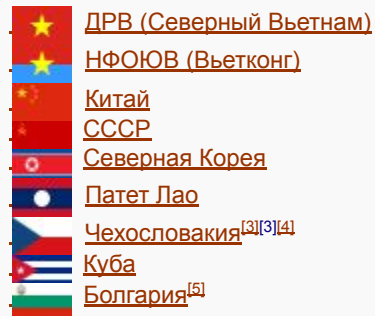 ДРВ (Северный Вьетнам)
НФОЮВ (Вьетконг)
Китай
СССР
Северная Корея
Патет Лао
Чехословакия[3][3][4]
Куба
Болгария[5]